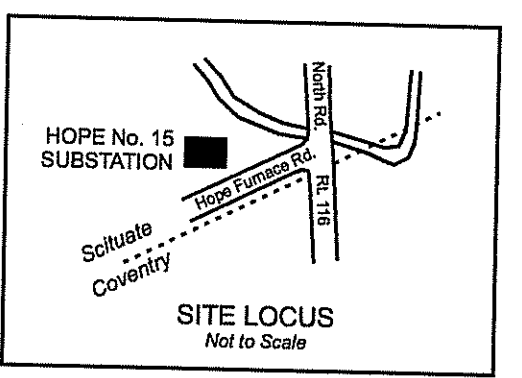 North Rd.
HOPE No. 15
SUBSTATION
Hope Furnace Rd.
Rt. 116
Scituate
Coventry
SITE LOCUS
Not to Scale